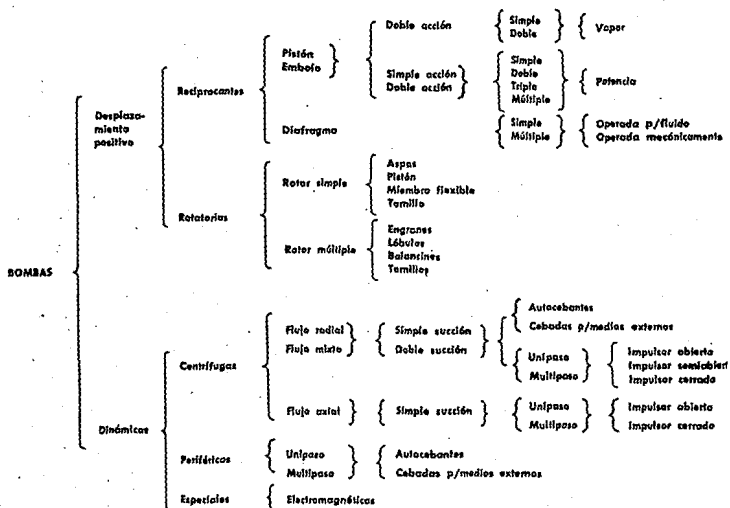 BOMBAS
Desplaza-
miento
positivo
Reciprocantes
Pistón
Embolo
Doble acción
Simple
Doble
Vapor
Simple acción
Doble acción
Simple
Doble
Triple
Múltiple
Potencia
Diafragma
Simple
Múltiple
Operada p/fluido
Operada mecánicamente
Rotatorias
Rotor simple
Aspas
Pistón
Miembro flexible
Tornillo
Rotor múltiple
Engranes
Lóbulos
Balancines
Tornillos
Dinámicas
Centrífugas
Flujo radial
Flujo mixto
Simple succión
Doble succión
Autocebantes
Cebadas p/medios externos
Unipaso
Multipaso
Impulsor abierto
Impulsor semiabiert
Impulsor cerrado
Flujo axial
Simple succión
Unipaso
Multipaso
Impulsor abierto
Impulsor cerrado
Periféricas
Unipaso
Multipaso
Autocebantes
Cebadas p/medios externos
Especiales
Electromagnéticas